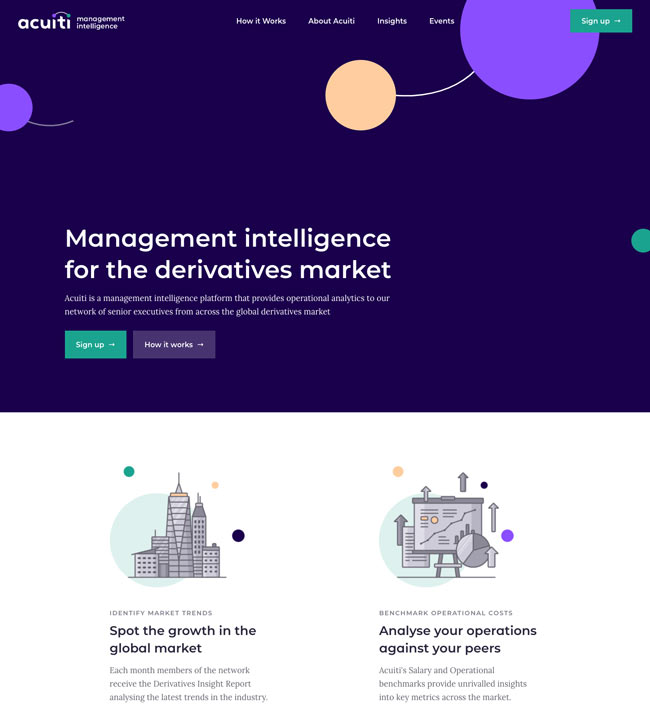 acuiti management intelligence
How it Works
About Acuiti
Insights
Events
Sign up →
Management intelligence
for the derivatives market
Acuiti is a management intelligence platform that provides operational analytics to our
network of senior executives from across the global derivatives market
Sign up →
How it works →
IDENTIFY MARKET TRENDS
Spot the growth in the
global market
Each month members of the network
receive the Derivatives Insight Report
analysing the latest trends in the industry.
BENCHMARK OPERATIONAL COSTS
Analyse your operations
against your peers
Acuiti's Salary and Operational
benchmarks provide unrivalled insights
into key metrics across the market.